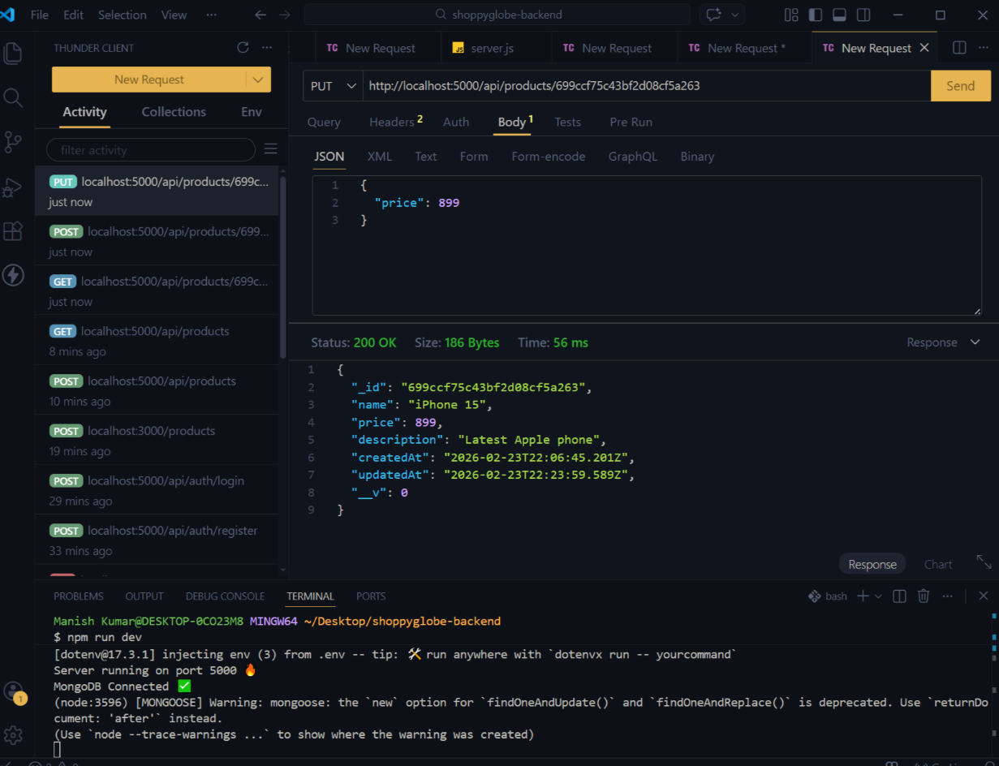 File Edit Selection View ··· shoppyglobe-backend
THUNDER CLIENT ···
New Request
Activity Collections Env
filter activity
PUT localhost:5000/api/products/699c...
just now
POST localhost:5000/api/products/699...
just now
GET localhost:5000/api/products/699c...
just now
GET localhost:5000/api/products
8 mins ago
POST localhost:5000/api/products
10 mins ago
POST localhost:3000/products
19 mins ago
POST localhost:5000/api/auth/login
29 mins ago
POST localhost:5000/api/auth/register
33 mins ago
TC New Request JS server.js TC New Request TC New Request * TC New Request
PUT http://localhost:5000/api/products/699ccf75c43bf2d08cf5a263 Send
Query Headers 2 Auth Body 1 Tests Pre Run
JSON XML Text Form Form-encode GraphQL Binary
1 {
2 "price": 899
3 }
Status: 200 OK Size: 186 Bytes Time: 56 ms Response
1 {
2 "_id": "699ccf75c43bf2d08cf5a263",
3 "name": "iPhone 15",
4 "price": 899,
5 "description": "Latest Apple phone",
6 "createdAt": "2026-02-23T22:06:45.201Z",
7 "updatedAt": "2026-02-23T22:23:59.589Z",
8 "__v": 0
9 }
Response Chart
PROBLEMS OUTPUT DEBUG CONSOLE TERMINAL PORTS bash
Manish Kumar@DESKTOP-0CO23M8 MINGW64 ~/Desktop/shoppyglobe-backend
$ npm run dev
[dotenv@17.3.1] injecting env (3) from .env -- tip: 🛠️ run anywhere with `dotenvx run -- yourcommand`
Server running on port 5000 🔥
MongoDB Connected ✅
(node:3596) [MONGOOSE] Warning: mongoose: the `new` option for `findOneAndUpdate()` and `findOneAndReplace()` is deprecated. Use `returnDo
cument: 'after'` instead.
(Use `node --trace-warnings ...` to show where the warning was created)
1